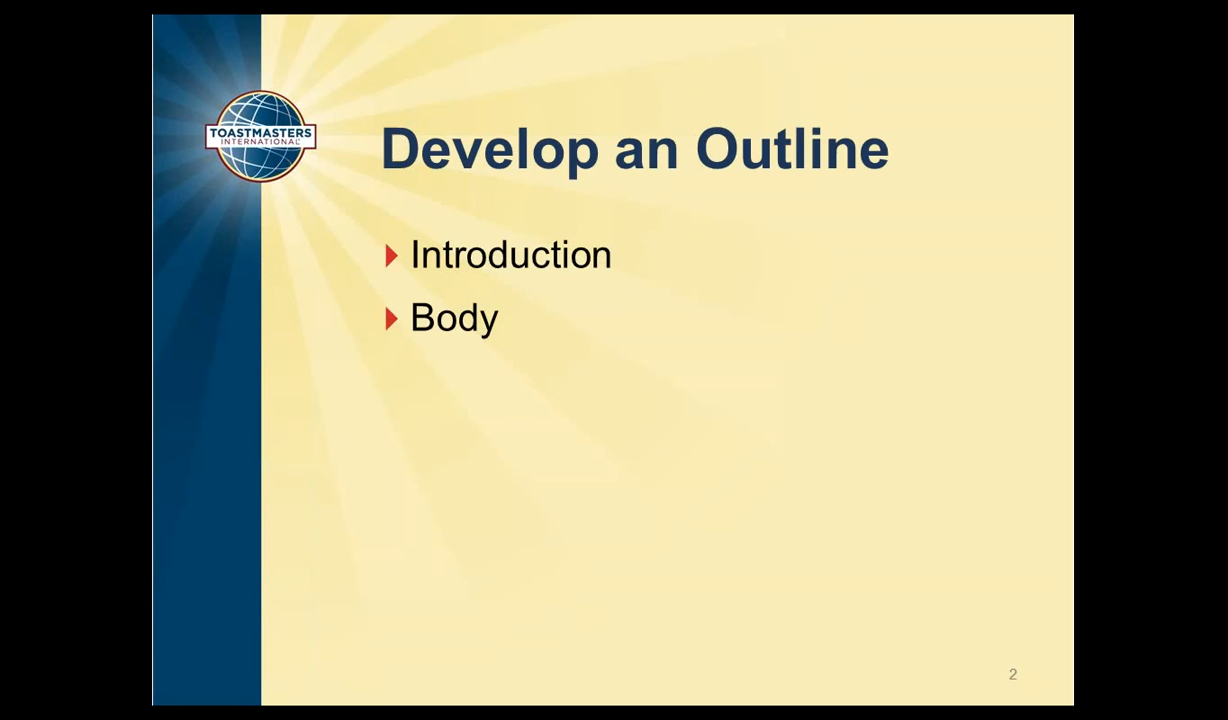 TOASTMASTERS
INTERNATIONAL
Develop an Outline
Introduction
Body
2